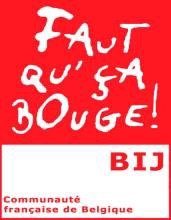 FAUT
QU'ÇA
BOUGE!
BIJ
Communauté
française de Belgique